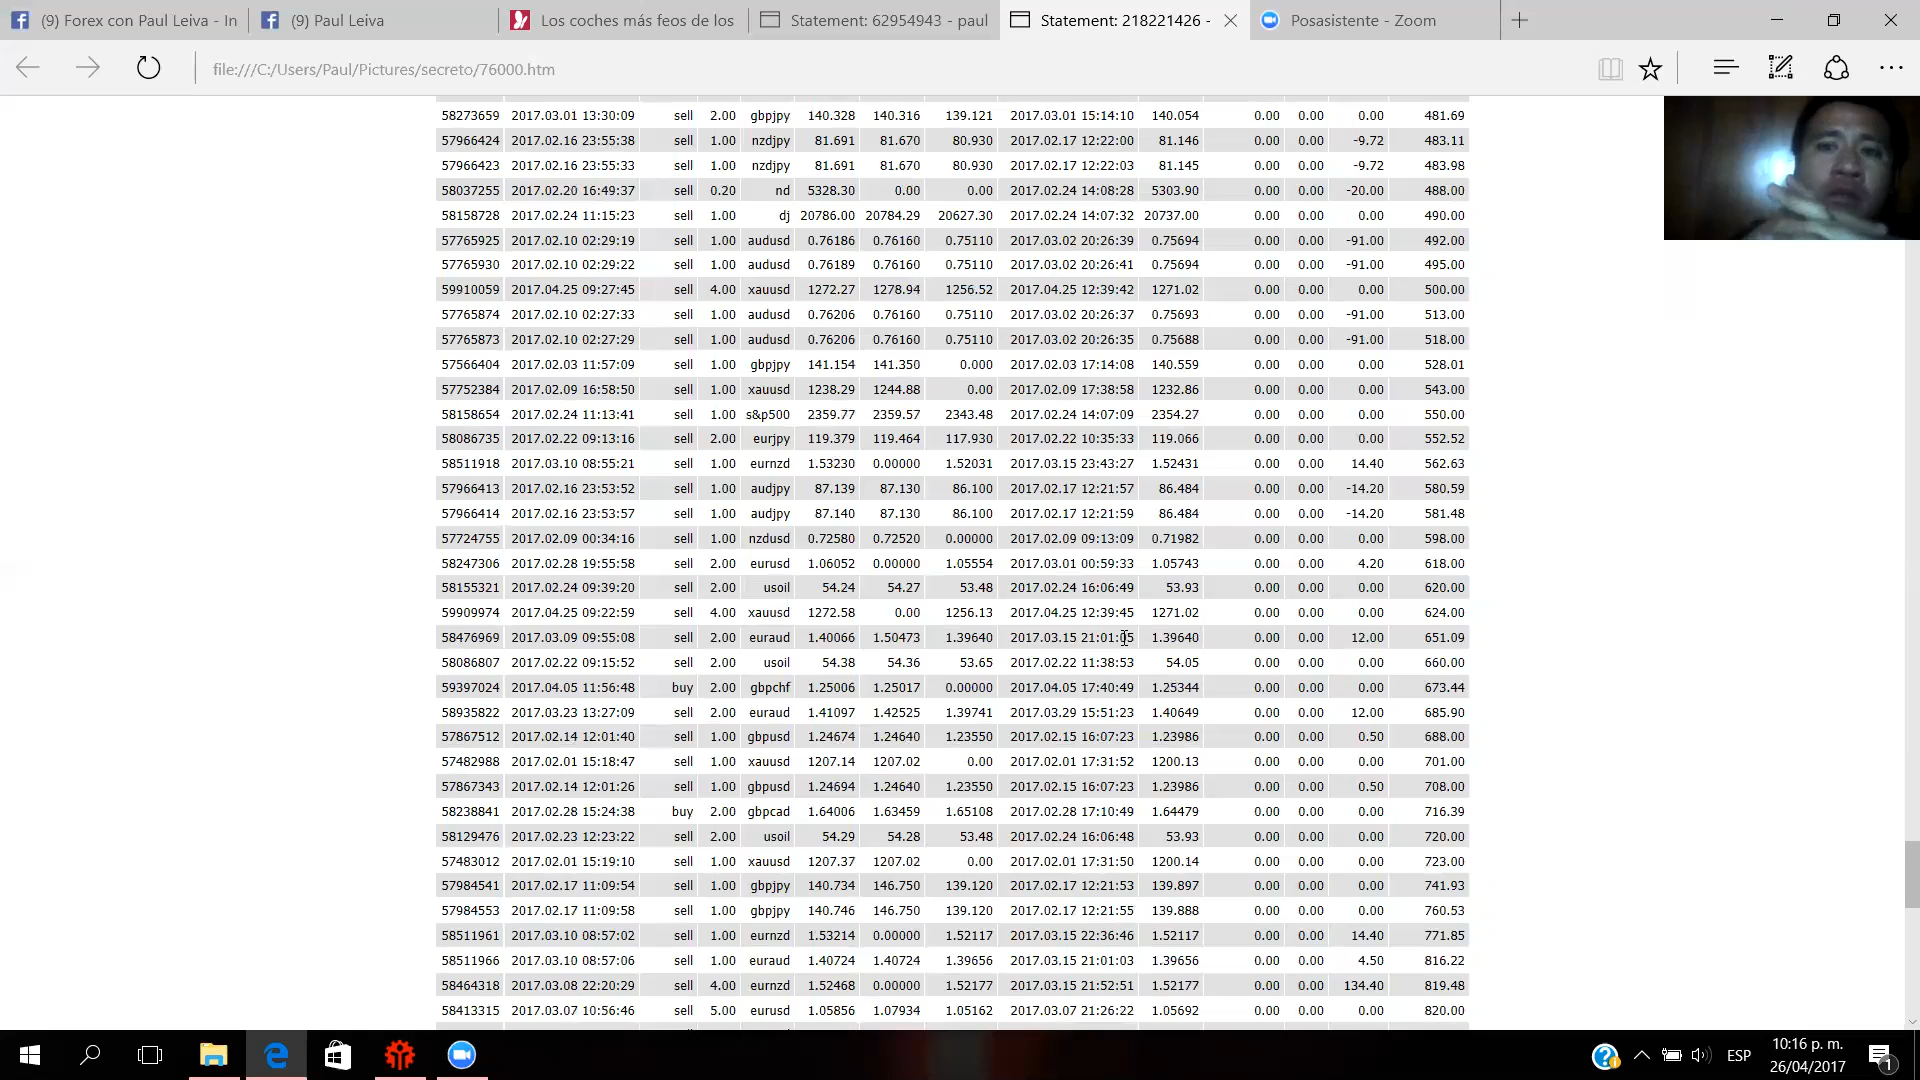 (9) Forex con Paul Leiva - In
(9) Paul Leiva
Los coches más feos de los
Statement: 62954943 - paul
Statement: 218221426 -
Posasistente - Zoom
file:///C:/Users/Paul/Pictures/secreto/76000.htm
58273659 2017.03.01 13:30:09 sell 2.00 gbpjpy 140.328 140.316 139.121 2017.03.01 15:14:10 140.054 0.00 0.00 0.00 481.69
57966424 2017.02.16 23:55:38 sell 1.00 nzdjpy 81.691 81.670 80.930 2017.02.17 12:22:00 81.146 0.00 0.00 -9.72 483.11
57966423 2017.02.16 23:55:33 sell 1.00 nzdjpy 81.691 81.670 80.930 2017.02.17 12:22:03 81.145 0.00 0.00 -9.72 483.98
58037255 2017.02.20 16:49:37 sell 0.20 nd 5328.30 0.00 0.00 2017.02.24 14:08:28 5303.90 0.00 0.00 -20.00 488.00
58158728 2017.02.24 11:15:23 sell 1.00 dj 20786.00 20784.29 20627.30 2017.02.24 14:07:32 20737.00 0.00 0.00 0.00 490.00
57765925 2017.02.10 02:29:19 sell 1.00 audusd 0.76186 0.76160 0.75110 2017.03.02 20:26:39 0.75694 0.00 0.00 -91.00 492.00
57765930 2017.02.10 02:29:22 sell 1.00 audusd 0.76189 0.76160 0.75110 2017.03.02 20:26:41 0.75694 0.00 0.00 -91.00 495.00
59910059 2017.04.25 09:27:45 sell 4.00 xauusd 1272.27 1278.94 1256.52 2017.04.25 12:39:42 1271.02 0.00 0.00 0.00 500.00
57765874 2017.02.10 02:27:33 sell 1.00 audusd 0.76206 0.76160 0.75110 2017.03.02 20:26:37 0.75693 0.00 0.00 -91.00 513.00
57765873 2017.02.10 02:27:29 sell 1.00 audusd 0.76206 0.76160 0.75110 2017.03.02 20:26:35 0.75688 0.00 0.00 -91.00 518.00
57566404 2017.02.03 11:57:09 sell 1.00 gbpjpy 141.154 141.350 0.000 2017.02.03 17:14:08 140.559 0.00 0.00 0.00 528.01
57752384 2017.02.09 16:58:50 sell 1.00 xauusd 1238.29 1244.88 0.00 2017.02.09 17:38:58 1232.86 0.00 0.00 0.00 543.00
58158654 2017.02.24 11:13:41 sell 1.00 s&p500 2359.77 2359.57 2343.48 2017.02.24 14:07:09 2354.27 0.00 0.00 0.00 550.00
58086735 2017.02.22 09:13:16 sell 2.00 eurjpy 119.379 119.464 117.930 2017.02.22 10:35:33 119.066 0.00 0.00 0.00 552.52
58511918 2017.03.10 08:55:21 sell 1.00 eurnzd 1.53230 0.00000 1.52031 2017.03.15 23:43:27 1.52431 0.00 0.00 14.40 562.63
57966413 2017.02.16 23:53:52 sell 1.00 audjpy 87.139 87.130 86.100 2017.02.17 12:21:57 86.484 0.00 0.00 -14.20 580.59
57966414 2017.02.16 23:53:57 sell 1.00 audjpy 87.140 87.130 86.100 2017.02.17 12:21:59 86.484 0.00 0.00 -14.20 581.48
57724755 2017.02.09 00:34:16 sell 1.00 nzdusd 0.72580 0.72520 0.00000 2017.02.09 09:13:09 0.71982 0.00 0.00 0.00 598.00
58247306 2017.02.28 19:55:58 sell 2.00 eurusd 1.06052 0.00000 1.05554 2017.03.01 00:59:33 1.05743 0.00 0.00 4.20 618.00
58155321 2017.02.24 09:39:20 sell 2.00 usoil 54.24 54.27 53.48 2017.02.24 16:06:49 53.93 0.00 0.00 0.00 620.00
59909974 2017.04.25 09:22:59 sell 4.00 xauusd 1272.58 0.00 1256.13 2017.04.25 12:39:45 1271.02 0.00 0.00 0.00 624.00
58476969 2017.03.09 09:55:08 sell 2.00 euraud 1.40066 1.50473 1.39640 2017.03.15 21:01:05 1.39640 0.00 0.00 12.00 651.09
58086807 2017.02.22 09:15:52 sell 2.00 usoil 54.38 54.36 53.65 2017.02.22 11:38:53 54.05 0.00 0.00 0.00 660.00
59397024 2017.04.05 11:56:48 buy 2.00 gbpchf 1.25006 1.25017 0.00000 2017.04.05 17:40:49 1.25344 0.00 0.00 0.00 673.44
58935822 2017.03.23 13:27:09 sell 2.00 euraud 1.41097 1.42525 1.39741 2017.03.29 15:51:23 1.40649 0.00 0.00 12.00 685.90
57867512 2017.02.14 12:01:40 sell 1.00 gbpusd 1.24674 1.24640 1.23550 2017.02.15 16:07:23 1.23986 0.00 0.00 0.50 688.00
57482988 2017.02.01 15:18:47 sell 1.00 xauusd 1207.14 1207.02 0.00 2017.02.01 17:31:52 1200.13 0.00 0.00 0.00 701.00
57867343 2017.02.14 12:01:26 sell 1.00 gbpusd 1.24694 1.24640 1.23550 2017.02.15 16:07:23 1.23986 0.00 0.00 0.50 708.00
58238841 2017.02.28 15:24:38 buy 2.00 gbpcad 1.64006 1.63459 1.65108 2017.02.28 17:10:49 1.64479 0.00 0.00 0.00 716.39
58129476 2017.02.23 12:23:22 sell 2.00 usoil 54.29 54.28 53.48 2017.02.24 16:06:48 53.93 0.00 0.00 0.00 720.00
57483012 2017.02.01 15:19:10 sell 1.00 xauusd 1207.37 1207.02 0.00 2017.02.01 17:31:50 1200.14 0.00 0.00 0.00 723.00
57984541 2017.02.17 11:09:54 sell 1.00 gbpjpy 140.734 146.750 139.120 2017.02.17 12:21:53 139.897 0.00 0.00 0.00 741.93
57984553 2017.02.17 11:09:58 sell 1.00 gbpjpy 140.746 146.750 139.120 2017.02.17 12:21:55 139.888 0.00 0.00 0.00 760.53
58511961 2017.03.10 08:57:02 sell 1.00 eurnzd 1.53214 0.00000 1.52117 2017.03.15 22:36:46 1.52117 0.00 0.00 14.40 771.85
58511966 2017.03.10 08:57:06 sell 1.00 euraud 1.40724 1.40724 1.39656 2017.03.15 21:01:03 1.39656 0.00 0.00 4.50 816.22
58464318 2017.03.08 22:20:29 sell 4.00 eurnzd 1.52468 0.00000 1.52177 2017.03.15 21:52:51 1.52177 0.00 0.00 134.40 819.48
58413315 2017.03.07 10:56:46 sell 5.00 eurusd 1.05856 1.07934 1.05162 2017.03.07 21:26:22 1.05692 0.00 0.00 0.00 820.00
ESP
10:16 p. m.
26/04/2017
1